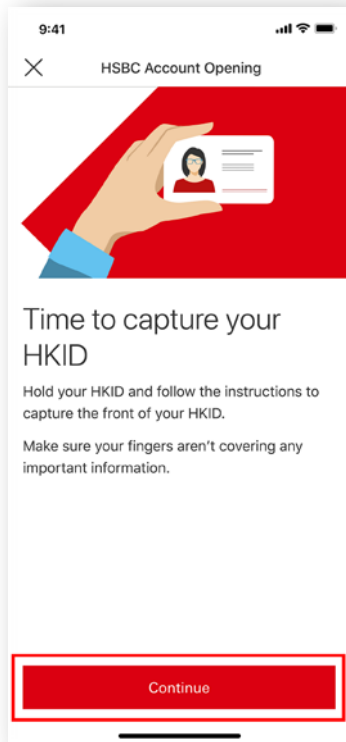 9:41
HSBC Account Opening
Time to capture your
HKID
Hold your HKID and follow the instructions to
capture the front of your HKID.
Make sure your fingers aren't covering any
important information.
Continue